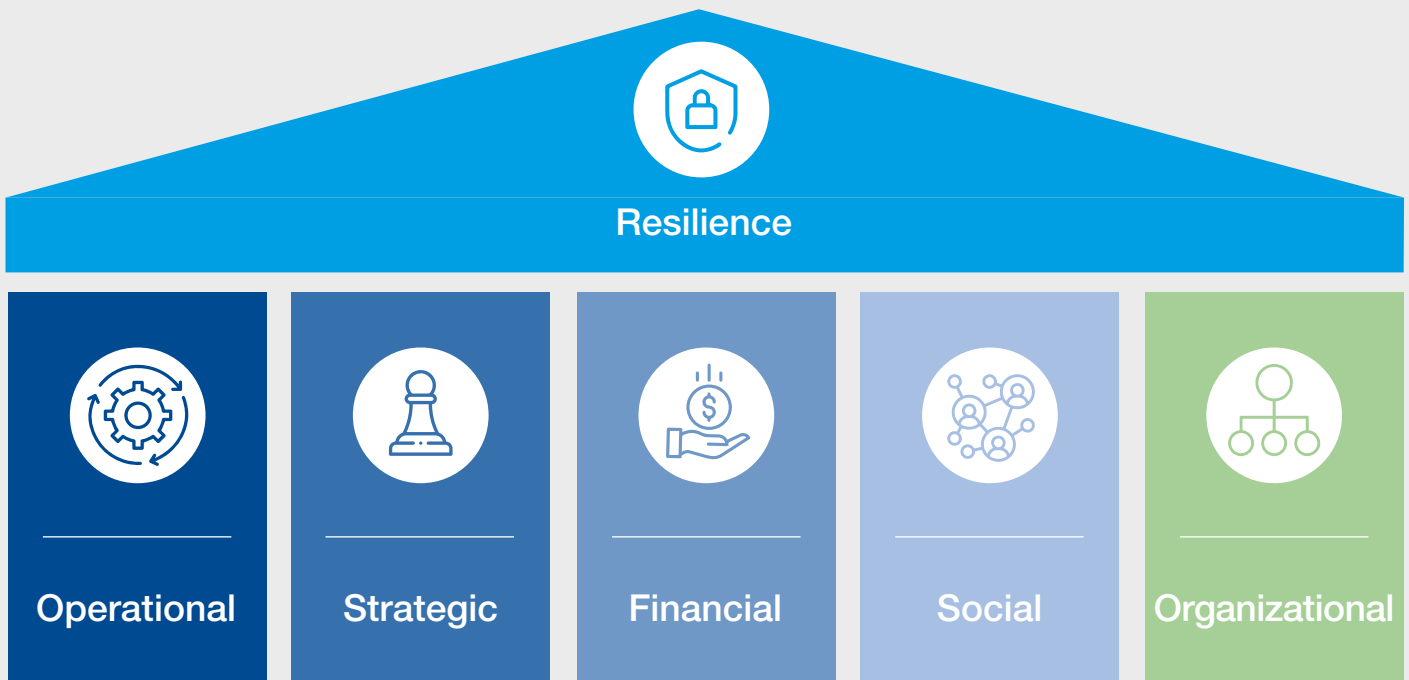 Resilience
Operational
Strategic
Financial
Social
Organizational